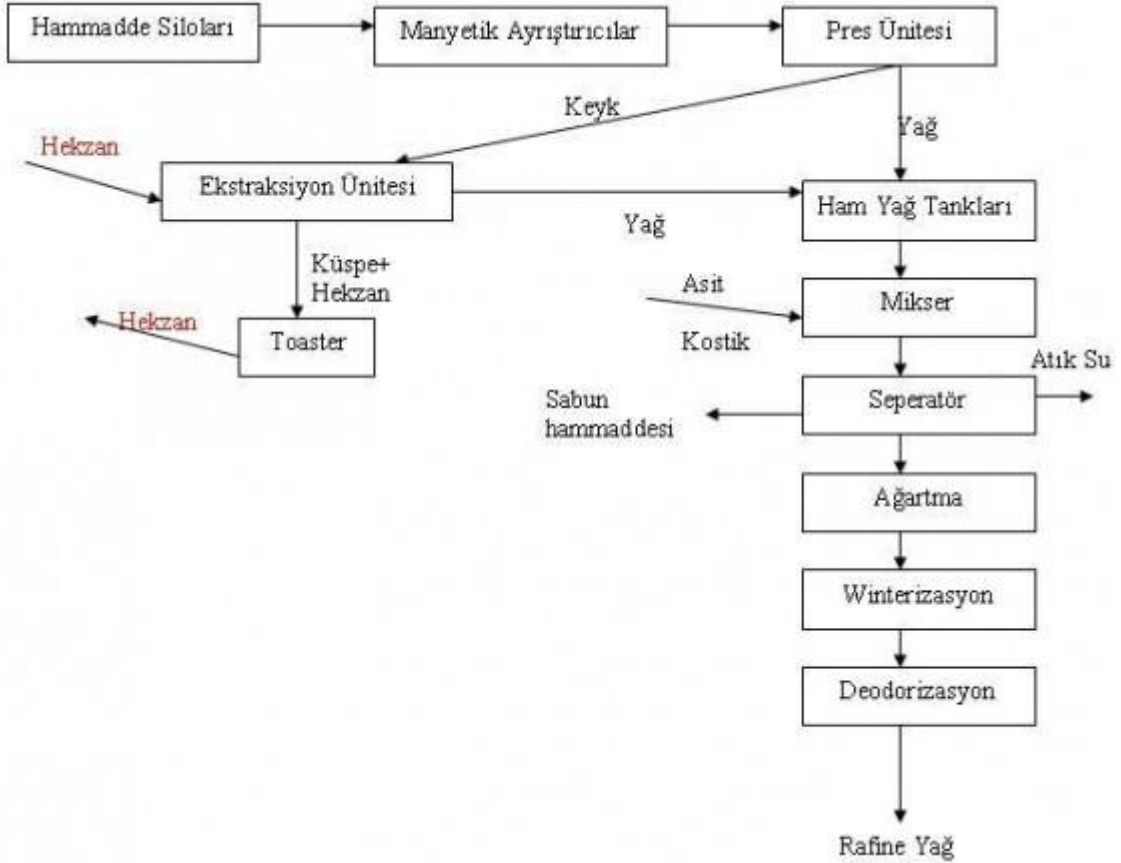 Hammadde Siloları
Manyetik Ayrıştırıcılar
Pres Ünitesi
Keyk
Yağ
Hekzan
Ekstraksiyon Ünitesi
Ham Yağ Tankları
Yağ
Küspe+
Hekzan
Asit
Mikser
Hekzan
Toaster
Kostik
Atık Su
Sabun
hammaddesi
Seperatör
Ağartma
Winterizasyon
Deodorizasyon
Rafine Yağ